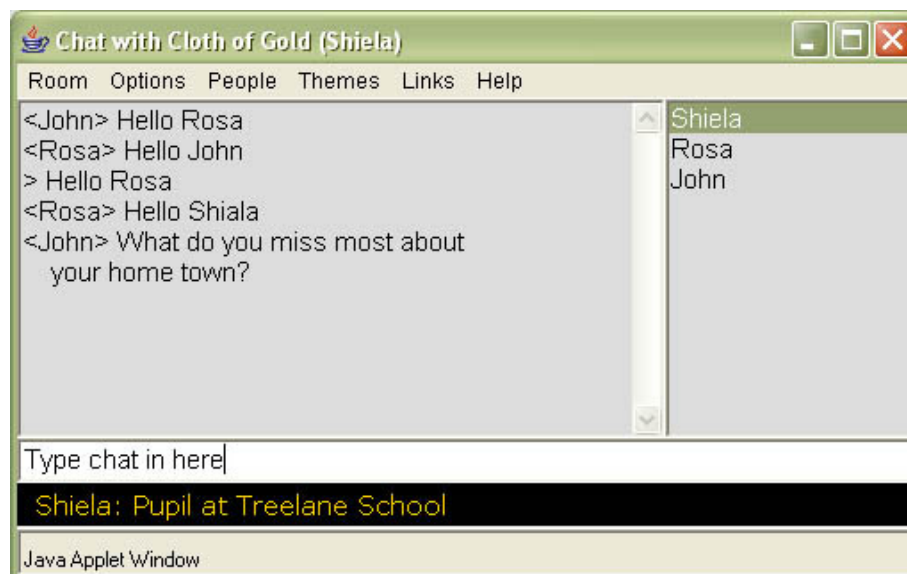 Chat with Cloth of Gold (Shiela)
Room Options People Themes Links Help
<John> Hello Rosa
<Rosa> Hello John
> Hello Rosa
<Rosa> Hello Shiala
<John> What do you miss most about
your home town?
Shiela
Rosa
John
Type chat in here
Shiela: Pupil at Treelane School
Java Applet Window